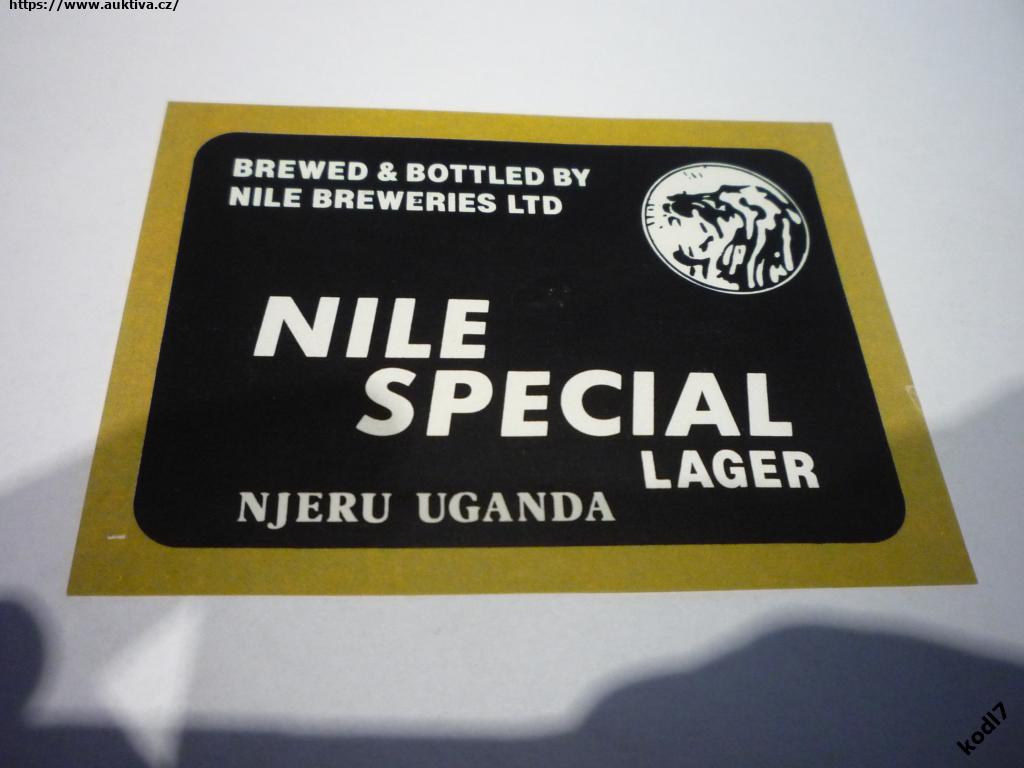 https://www.auktiva.cz/
BREWED & BOTTLED BY
NILE BREWERIES LTD
NILE
SPECIAL
LAGER
NJERU UGANDA
kodl7